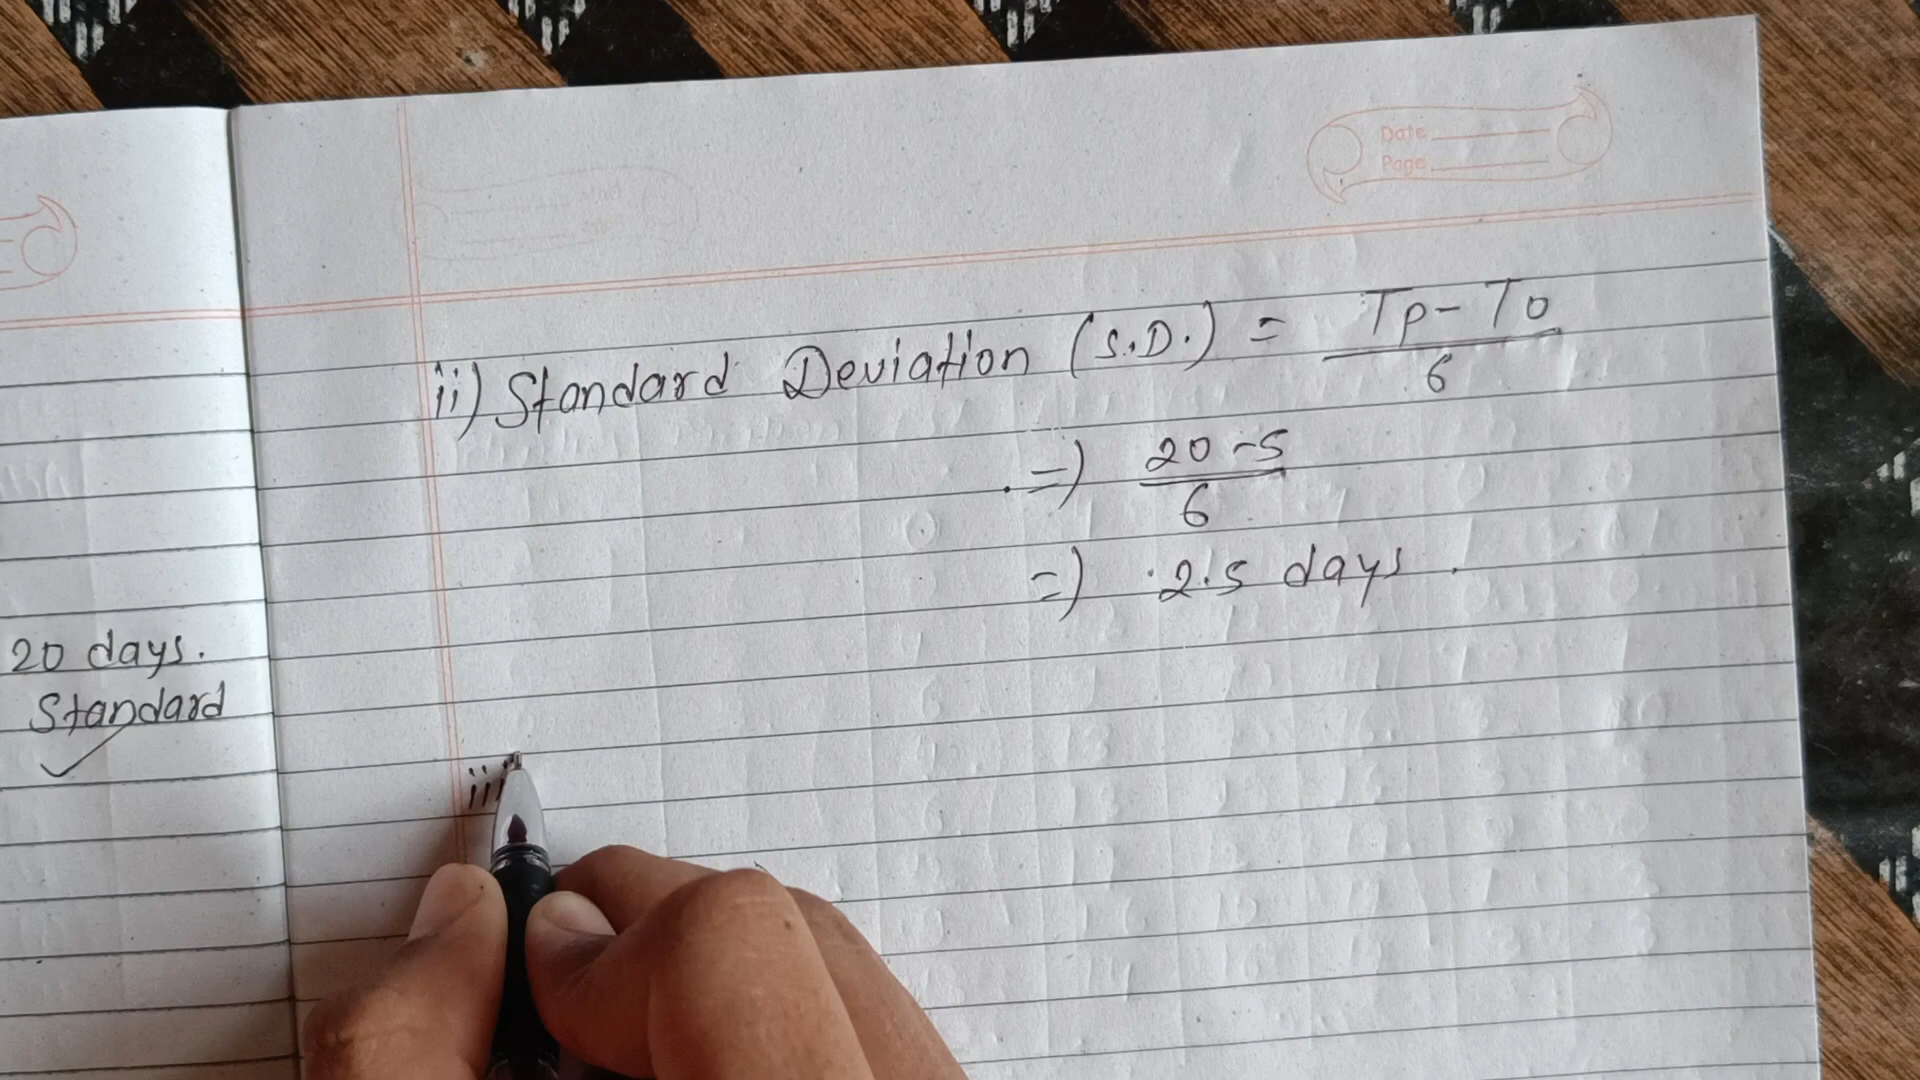 20 days.
Standard
Date
Page
ii) Standard Deviation (S.D.) = Tp - To / 6
=) 20 - 5 / 6
=) 2.5 days.
iii